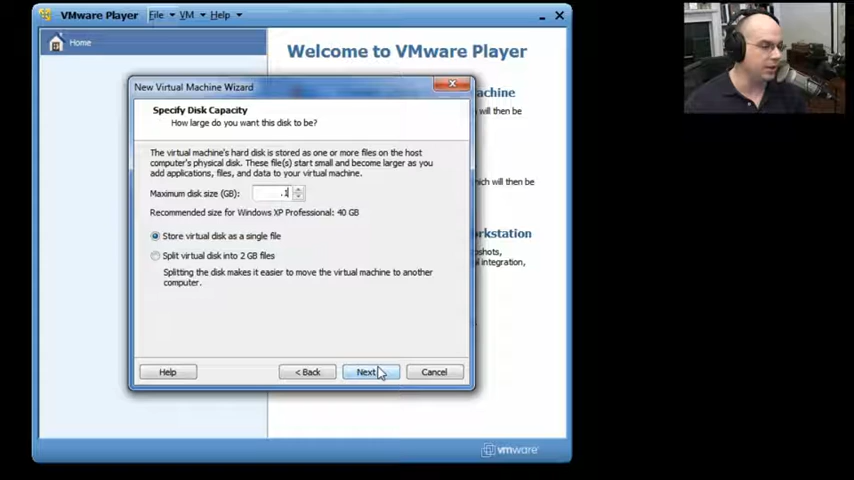 VMware Player File VM Help
Home
Welcome to VMware Player
New Virtual Machine Wizard
achine
Specify Disk Capacity
ll then be
How large do you want this disk to be?
The virtual machine's hard disk is stored as one or more files on the host
computer's physical disk. These file(s) start small and become larger as you
add applications, files, and data to your virtual machine.
hich will then be
Maximum disk size (GB): .1
Recommended size for Windows XP Professional: 40 GB
Store virtual disk as a single file
rkstation
Split virtual disk into 2 GB files
pshots,
al integration,
Splitting the disk makes it easier to move the virtual machine to another
computer.
Help < Back Next Cancel
vmware